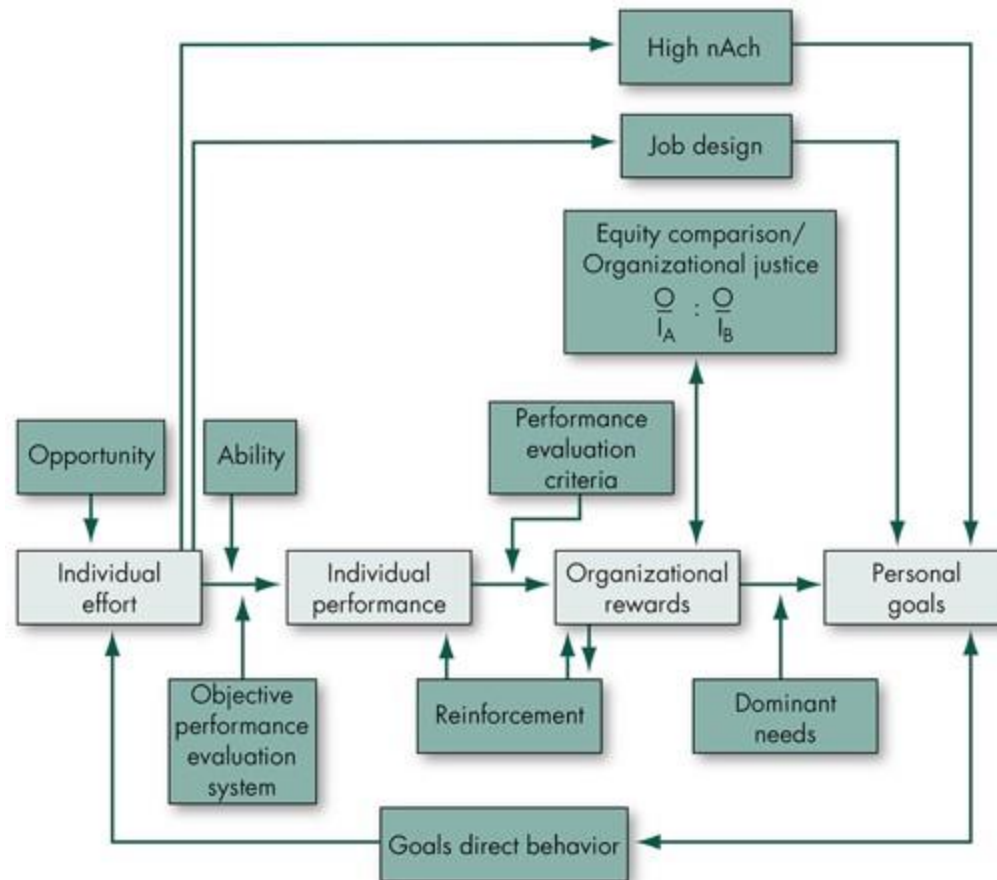 High nAch
Job design
Equity comparison/
Organizational justice
O : O
I_A I_B
Opportunity
Ability
Performance
evaluation
criteria
Individual
effort
Individual
performance
Organizational
rewards
Personal
goals
Objective
performance
evaluation
system
Reinforcement
Dominant
needs
Goals direct behavior